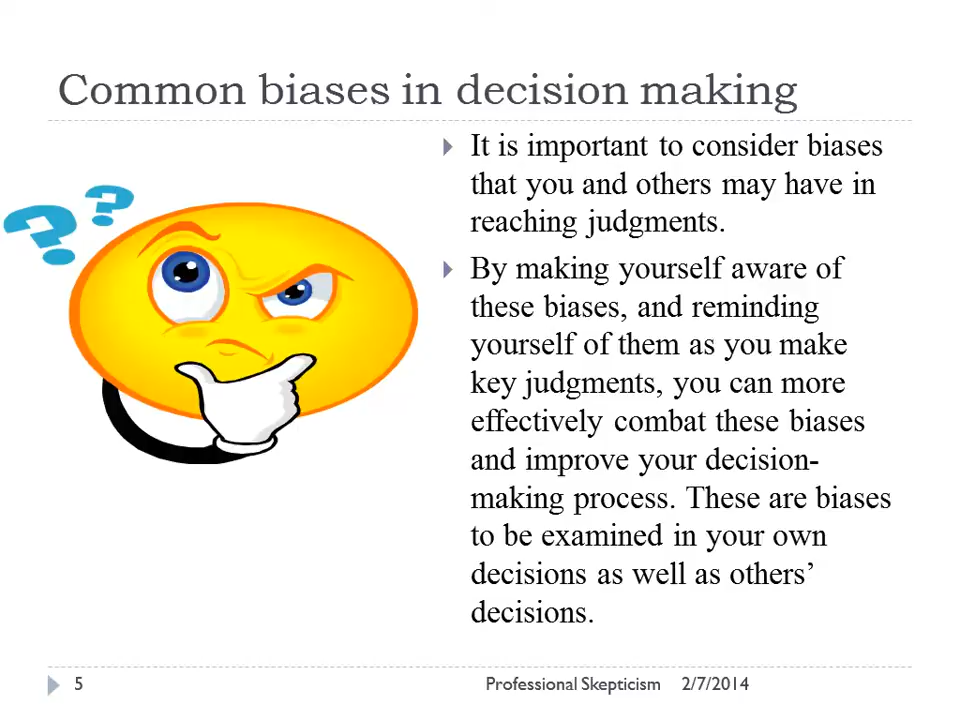 Common biases in decision making
It is important to consider biases
that you and others may have in
reaching judgments.
By making yourself aware of
these biases, and reminding
yourself of them as you make
key judgments, you can more
effectively combat these biases
and improve your decision-
making process. These are biases
to be examined in your own
decisions as well as others’
decisions.
? ?
5 Professional Skepticism 2/7/2014